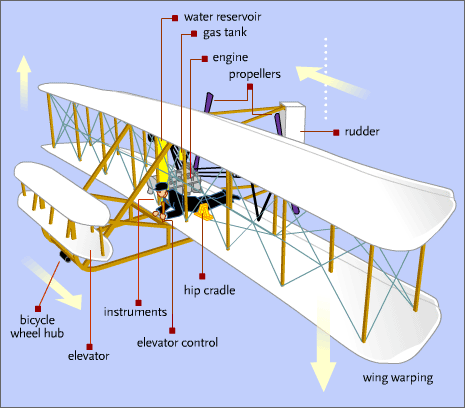 water reservoir
gas tank
engine
propellers
rudder
hip cradle
instruments
bicycle
wheel hub
elevator control
elevator
wing warping